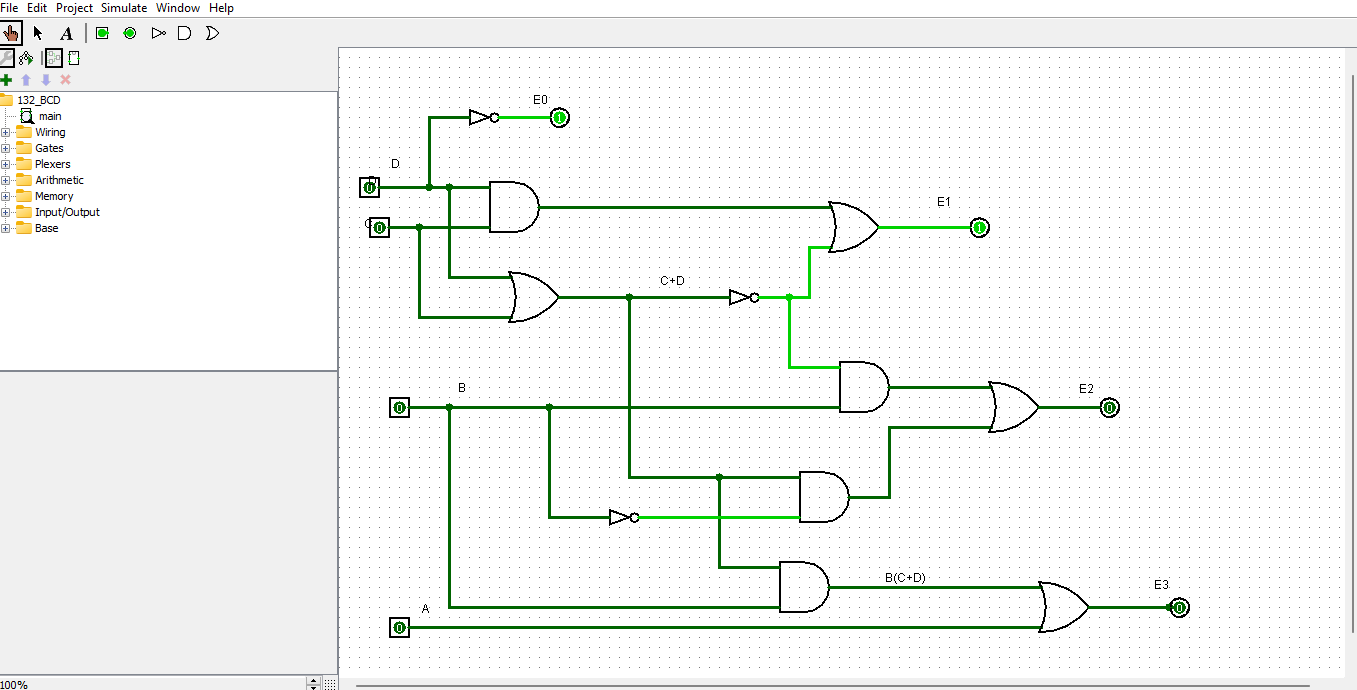 File Edit Project Simulate Window Help
A
132_BCD
main
Wiring
Gates
Plexers
Arithmetic
Memory
Input/Output
Base
100%
E0
1
D
D
0
E1
C
0
1
C+D
B
0
E2
0
B(C+D)
E3
A
0
0